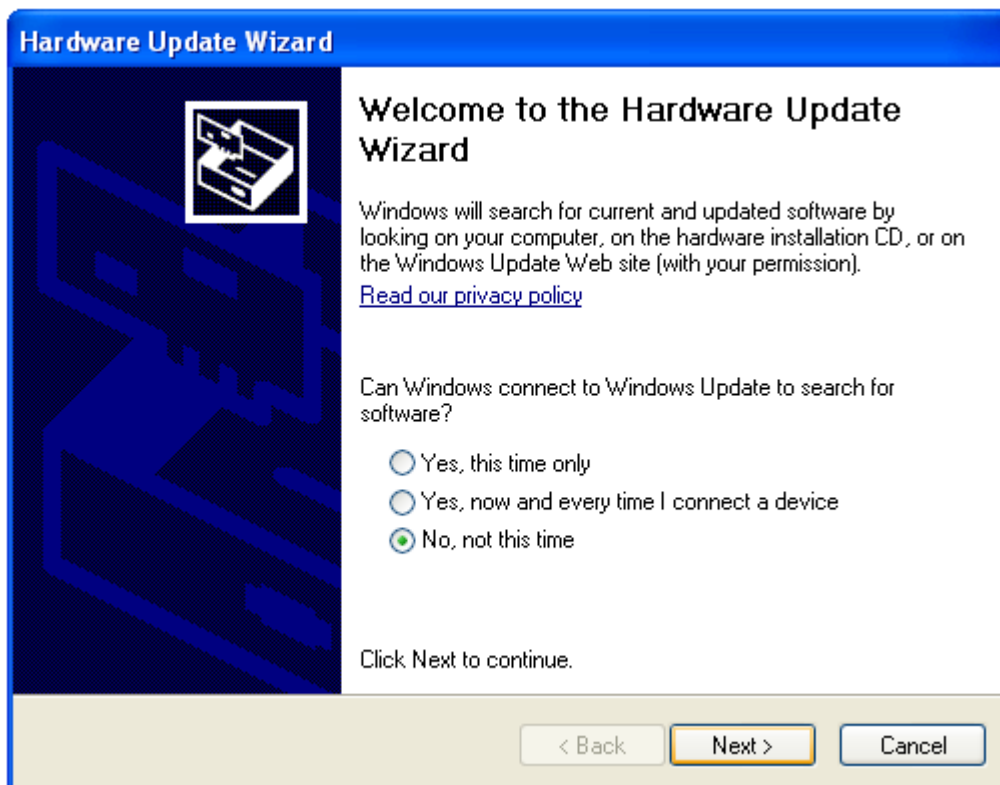 Hardware Update Wizard
Welcome to the Hardware Update
Wizard
Windows will search for current and updated software by
looking on your computer, on the hardware installation CD, or on
the Windows Update Web site (with your permission).
Read our privacy policy
Can Windows connect to Windows Update to search for
software?
Yes, this time only
Yes, now and every time I connect a device
No, not this time
Click Next to continue.
< Back
Next >
Cancel